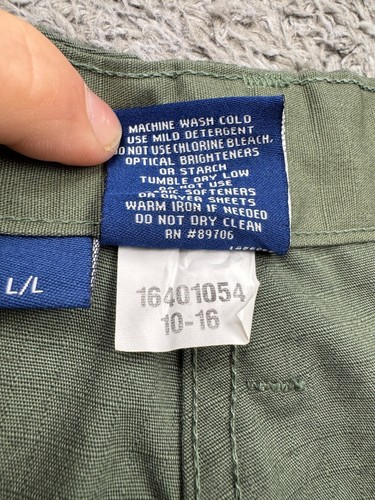 MACHINE WASH COLD
USE MILD DETERGENT
DO NOT USE CHLORINE BLEACH,
OPTICAL BRIGHTENERS
OR STARCH
TUMBLE DRY LOW
DO NOT USE
SOFTENERS
OR DRYER SHEETS
WARM IRON IF NEEDED
DO NOT DRY CLEAN
RN #89706
L/L
16401054
10-16